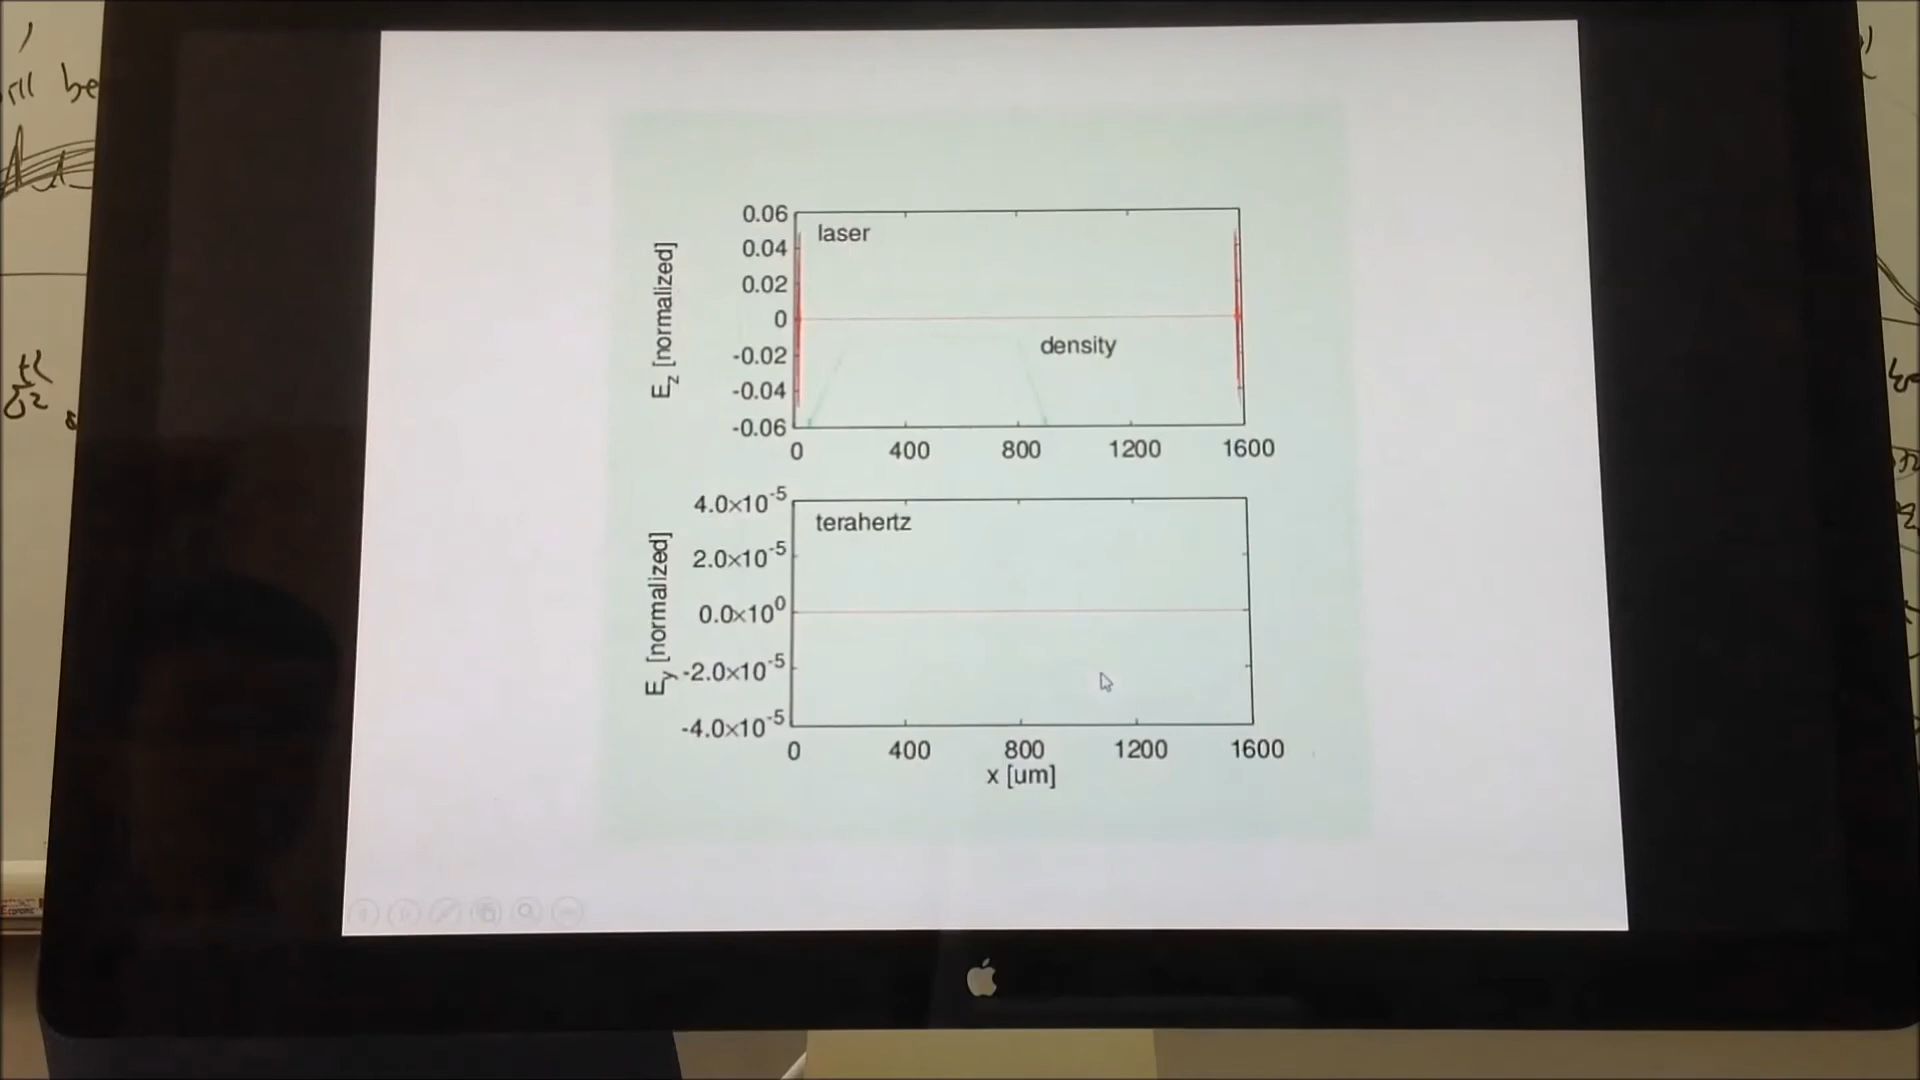 ill be
0.06
laser
0.04
0.02
0
density
-0.02
-0.04
-0.06
E_z [normalized]
0 400 800 1200 1600
4.0×10^-5
terahertz
2.0×10^-5
0.0×10^0
-2.0×10^-5
-4.0×10^-5
E_y [normalized]
0 400 800 1200 1600
x [um]